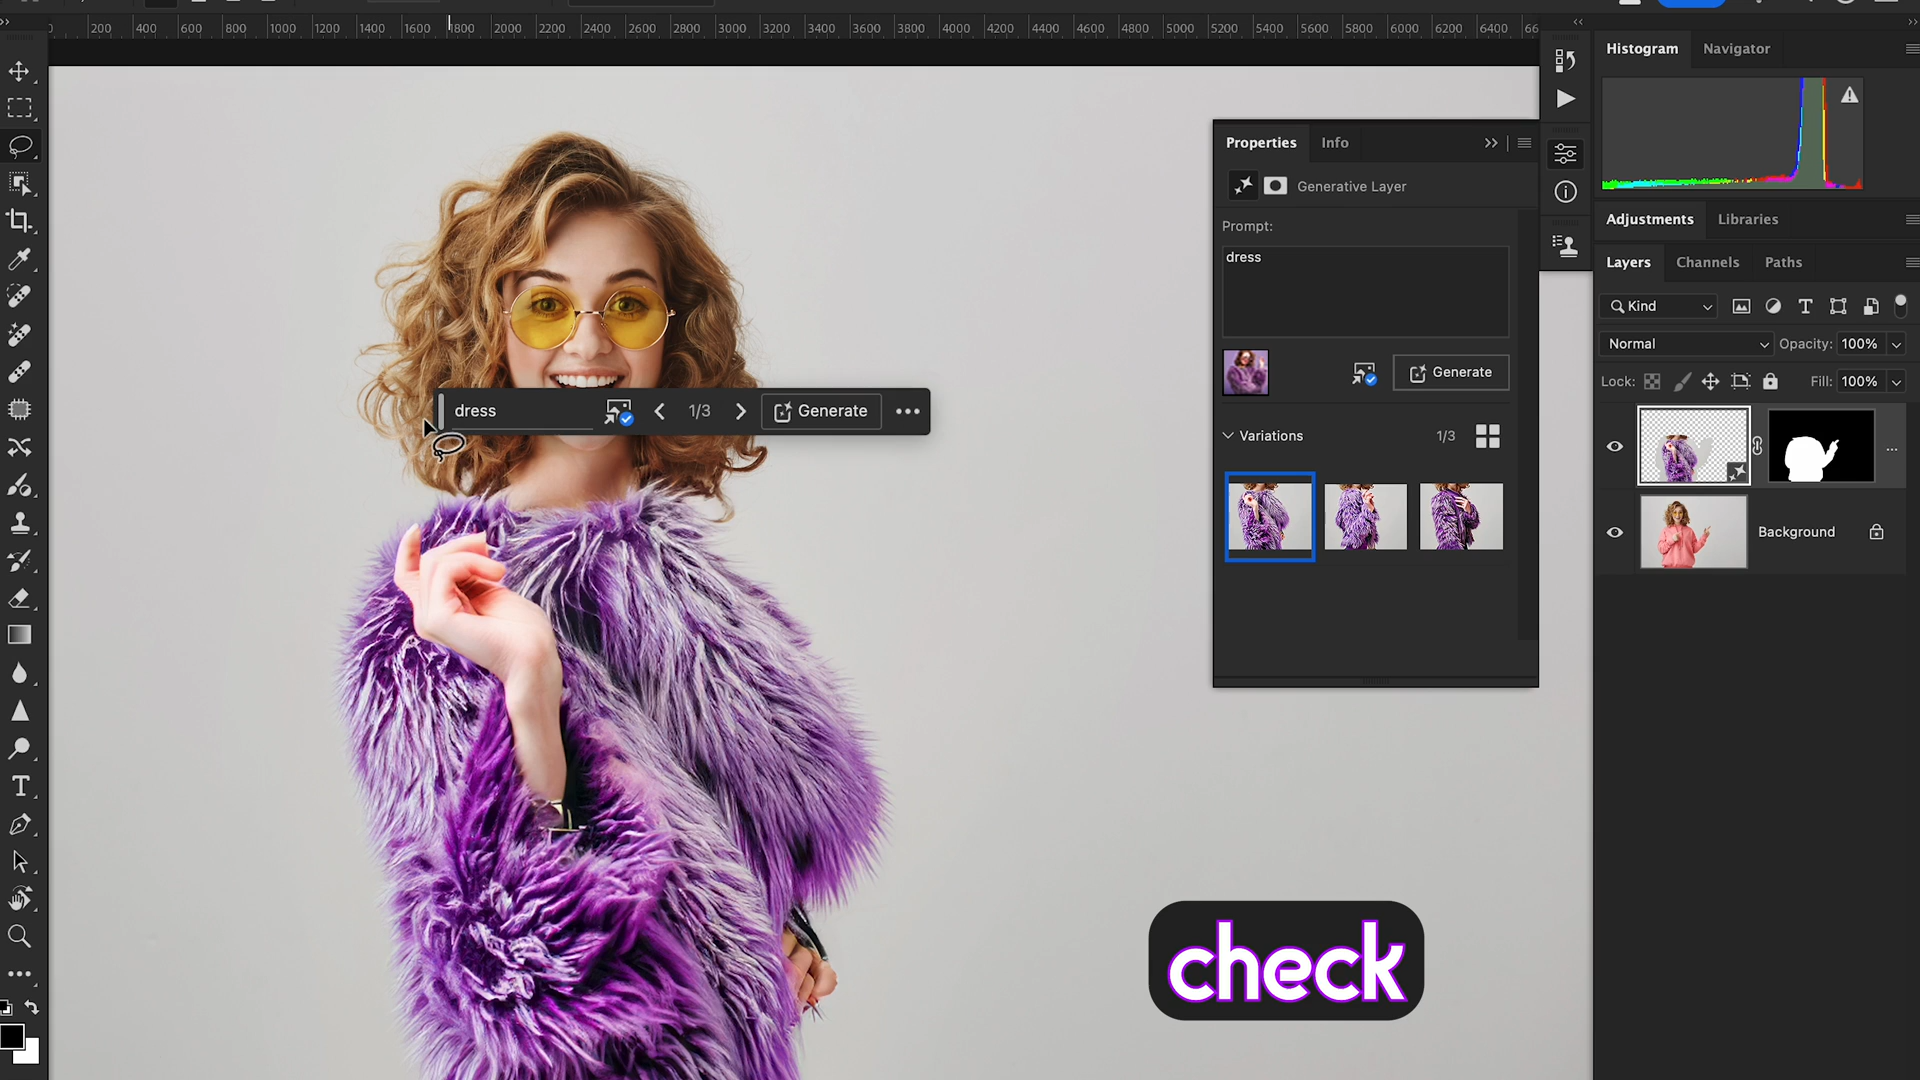 200 400 600 800 1000 1200 1400 1600 1800 2000 2200 2400 2600 2800 3000 3200 3400 3600 3800 4000 4200 4400 4600 4800 5000 5200 5400 5600 5800 6000 6200 6400 66
Histogram Navigator
Properties Info
Generative Layer
Prompt:
dress
Generate
Variations 1/3
dress 1/3 Generate
Adjustments Libraries
Layers Channels Paths
Kind
Normal Opacity: 100%
Lock: Fill: 100%
Background
check